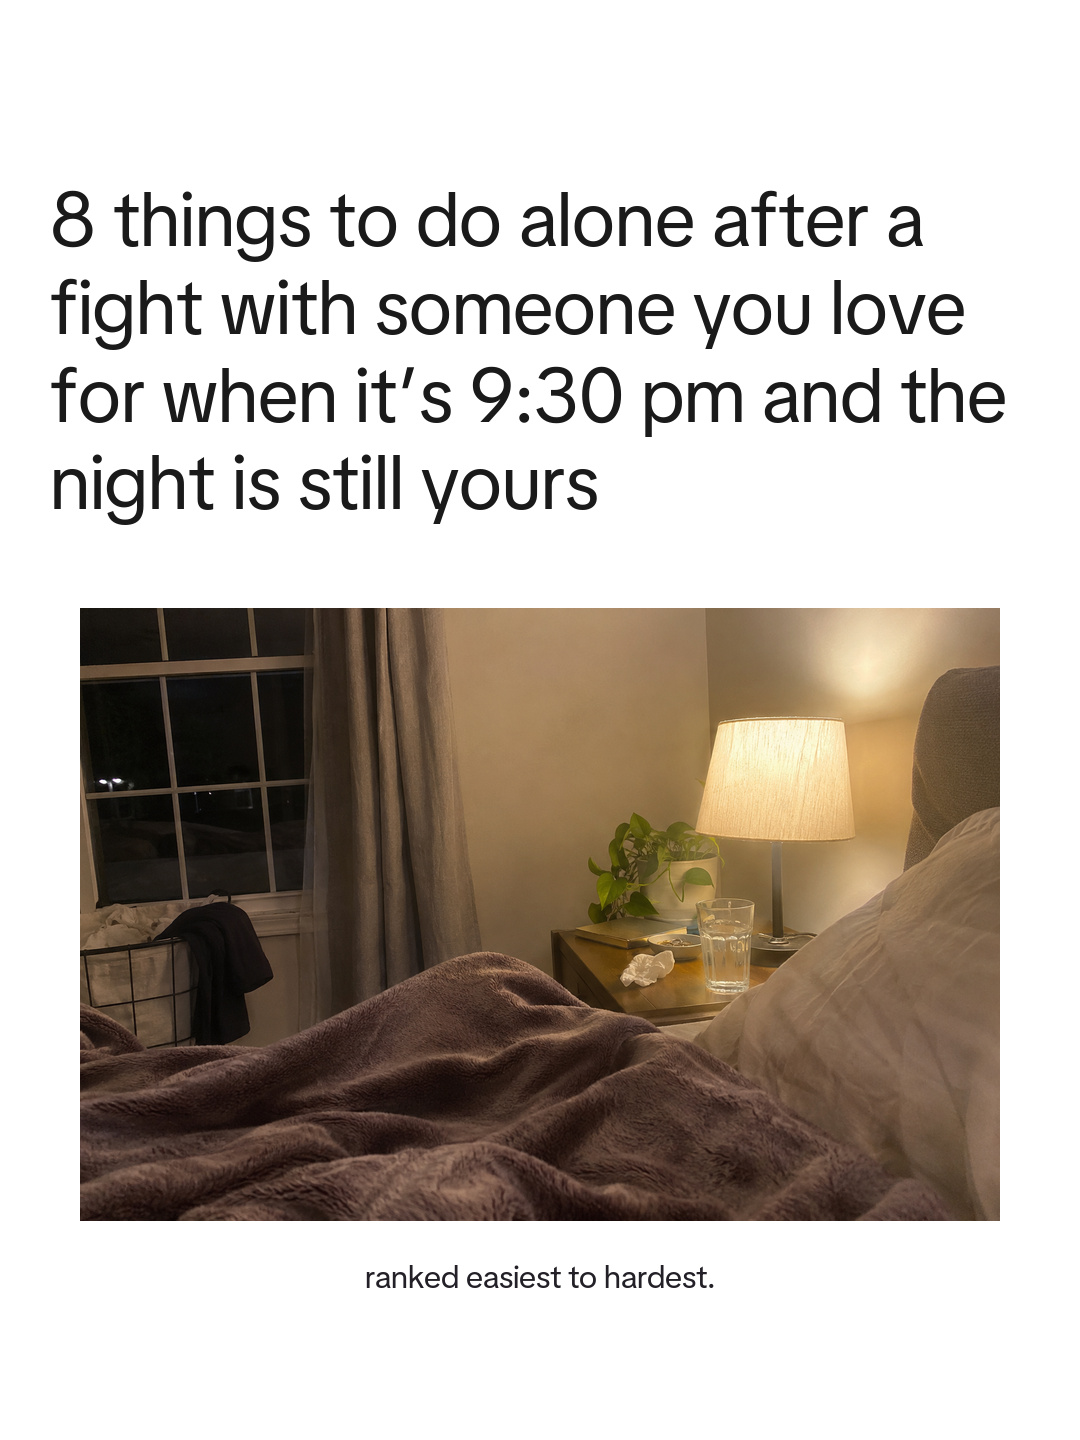 8 things to do alone after a
fight with someone you love
for when it’s 9:30 pm and the
night is still yours
ranked easiest to hardest.